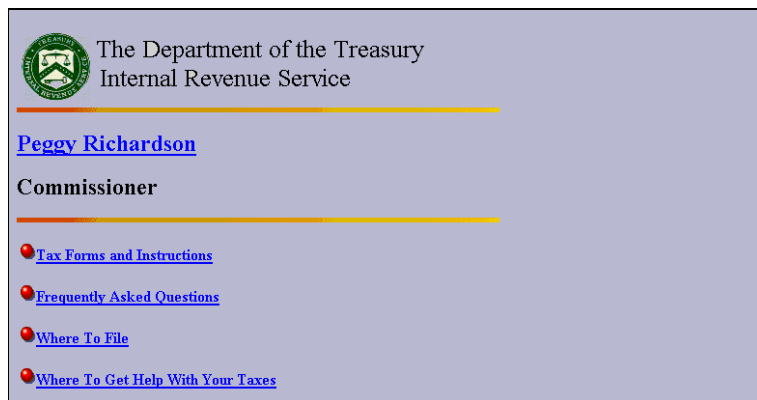 The Department of the Treasury
Internal Revenue Service
Peggy Richardson
Commissioner
Tax Forms and Instructions
Frequently Asked Questions
Where To File
Where To Get Help With Your Taxes